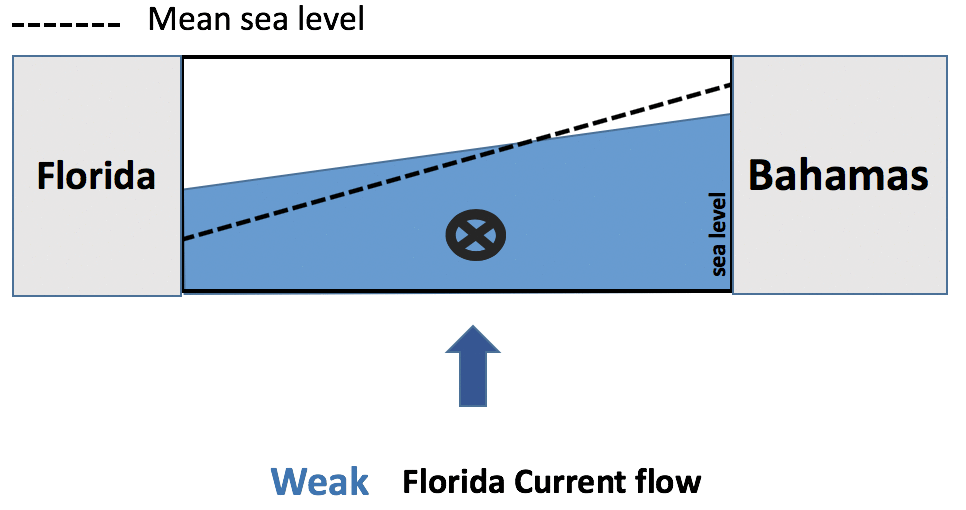 Mean sea level
Florida
Bahamas
sea level
Weak Florida Current flow